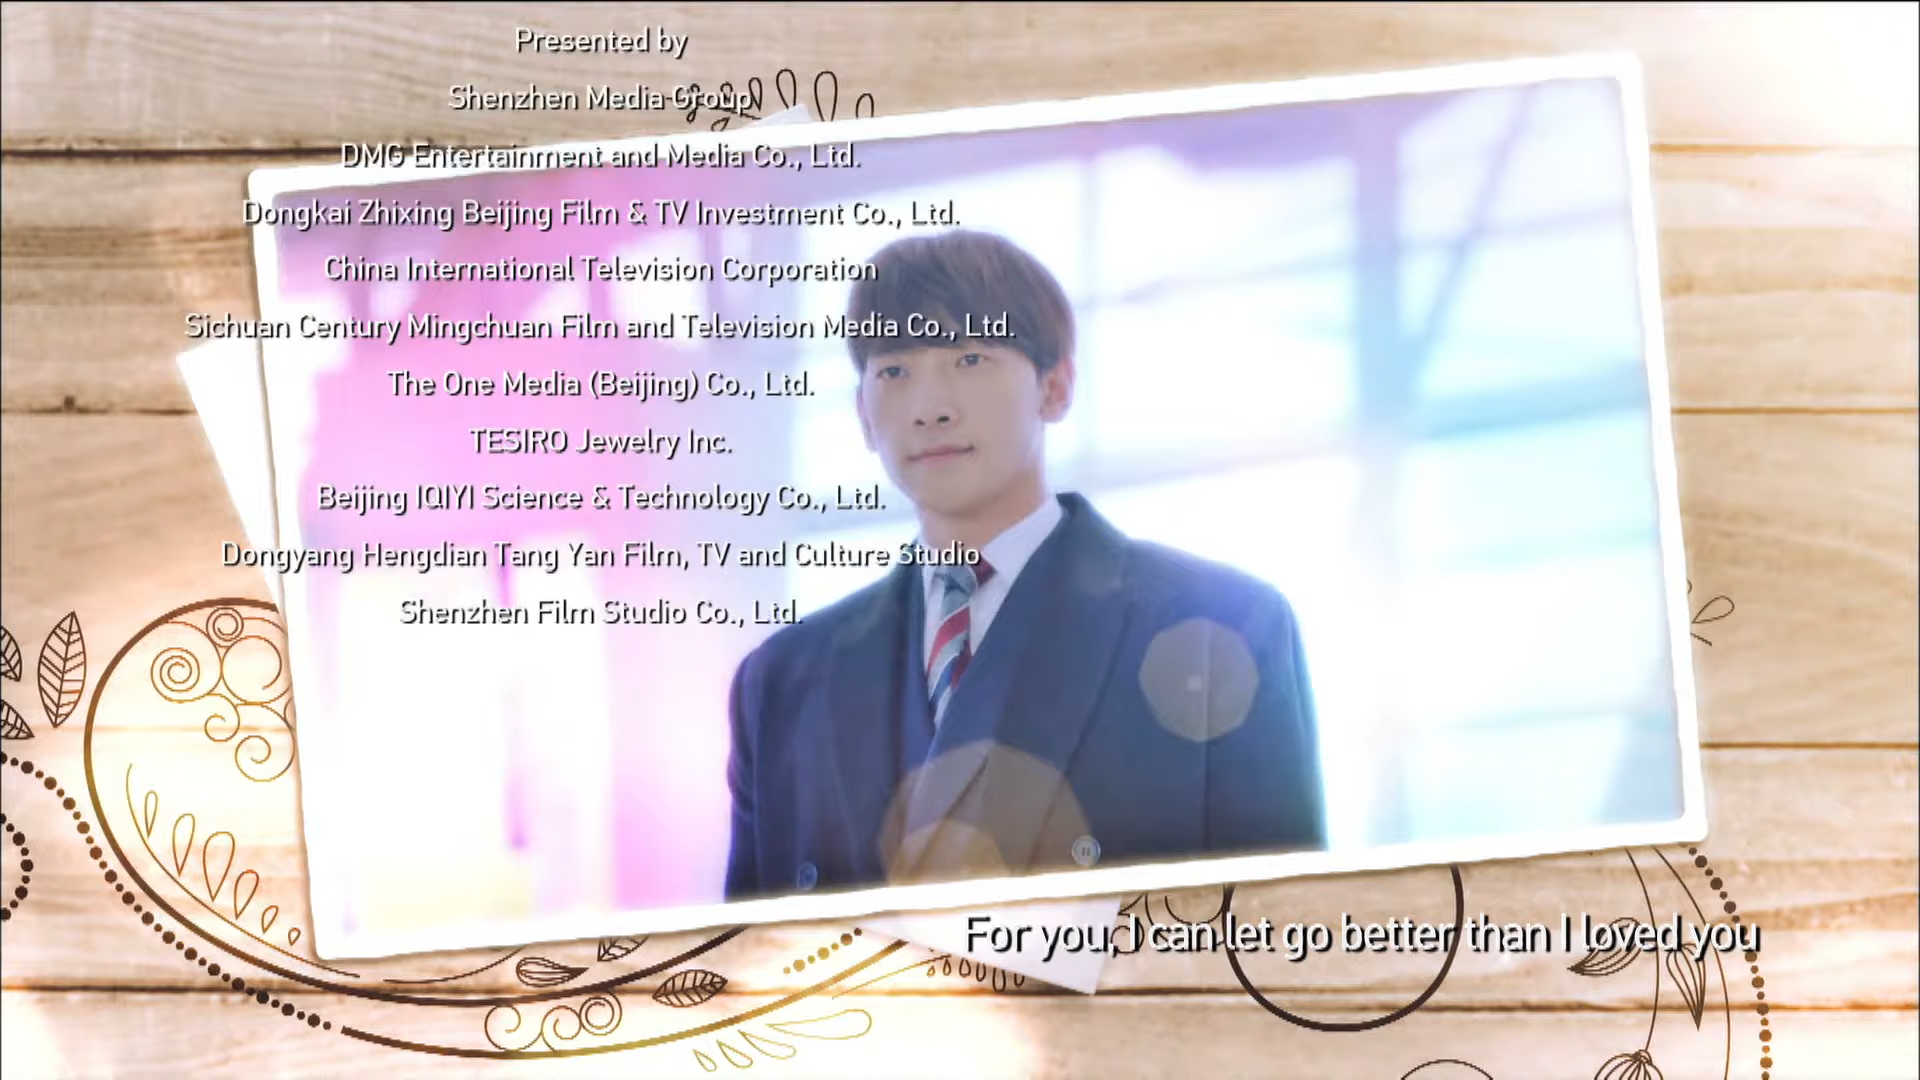 Presented by
Shenzhen Media Group
DMG Entertainment and Media Co., Ltd.
Dongkai Zhixing Beijing Film & TV Investment Co., Ltd.
China International Television Corporation
Sichuan Century Mingchuan Film and Television Media Co., Ltd.
The One Media (Beijing) Co., Ltd.
TESIRO Jewelry Inc.
Beijing IQIYI Science & Technology Co., Ltd.
Dongyang Hengdian Tang Yan Film, TV and Culture Studio
Shenzhen Film Studio Co., Ltd.
For you, I can let go better than I loved you